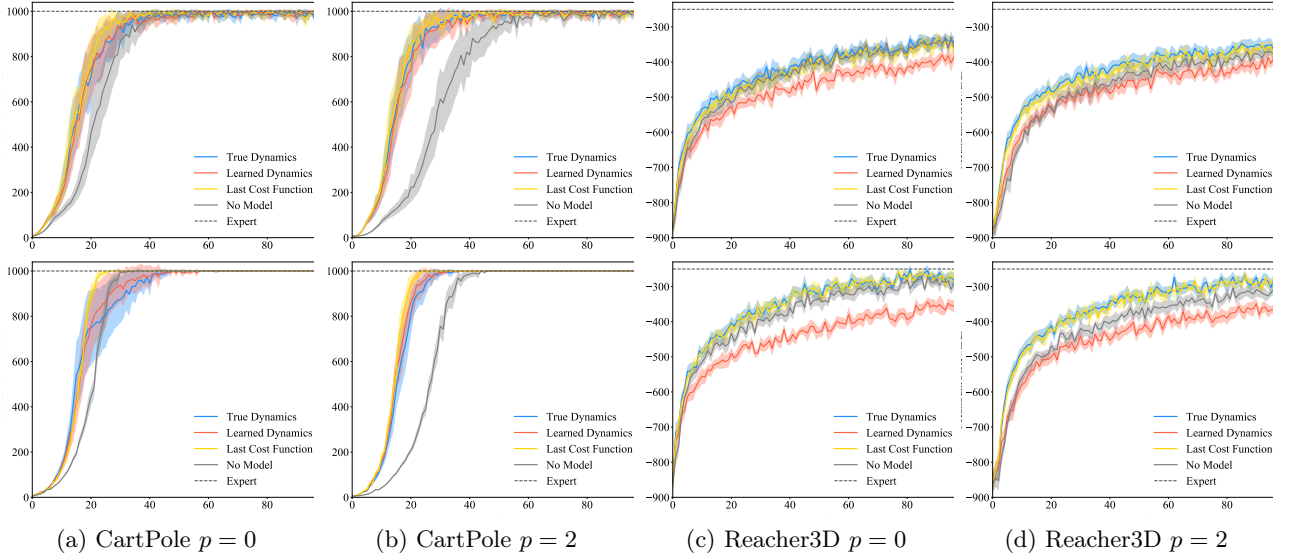 1000
800
600
400
200
0
0 20 40 60 80
True Dynamics
Learned Dynamics
Last Cost Function
No Model
Expert
1000
800
600
400
200
0
0 20 40 60 80
True Dynamics
Learned Dynamics
Last Cost Function
No Model
Expert
−300
−400
−500
−600
−700
−800
−900
0 20 40 60 80
True Dynamics
Learned Dynamics
Last Cost Function
No Model
Expert
−300
−400
−500
−600
−700
−800
−900
0 20 40 60 80
True Dynamics
Learned Dynamics
Last Cost Function
No Model
Expert
1000
800
600
400
200
0
0 20 40 60 80
True Dynamics
Learned Dynamics
Last Cost Function
No Model
Expert
1000
800
600
400
200
0
0 20 40 60 80
True Dynamics
Learned Dynamics
Last Cost Function
No Model
Expert
−300
−400
−500
−600
−700
−800
−900
0 20 40 60 80
True Dynamics
Learned Dynamics
Last Cost Function
No Model
Expert
−300
−400
−500
−600
−700
−800
−900
0 20 40 60 80
True Dynamics
Learned Dynamics
Last Cost Function
No Model
Expert
(a) CartPole p = 0
(b) CartPole p = 2
(c) Reacher3D p = 0
(d) Reacher3D p = 2